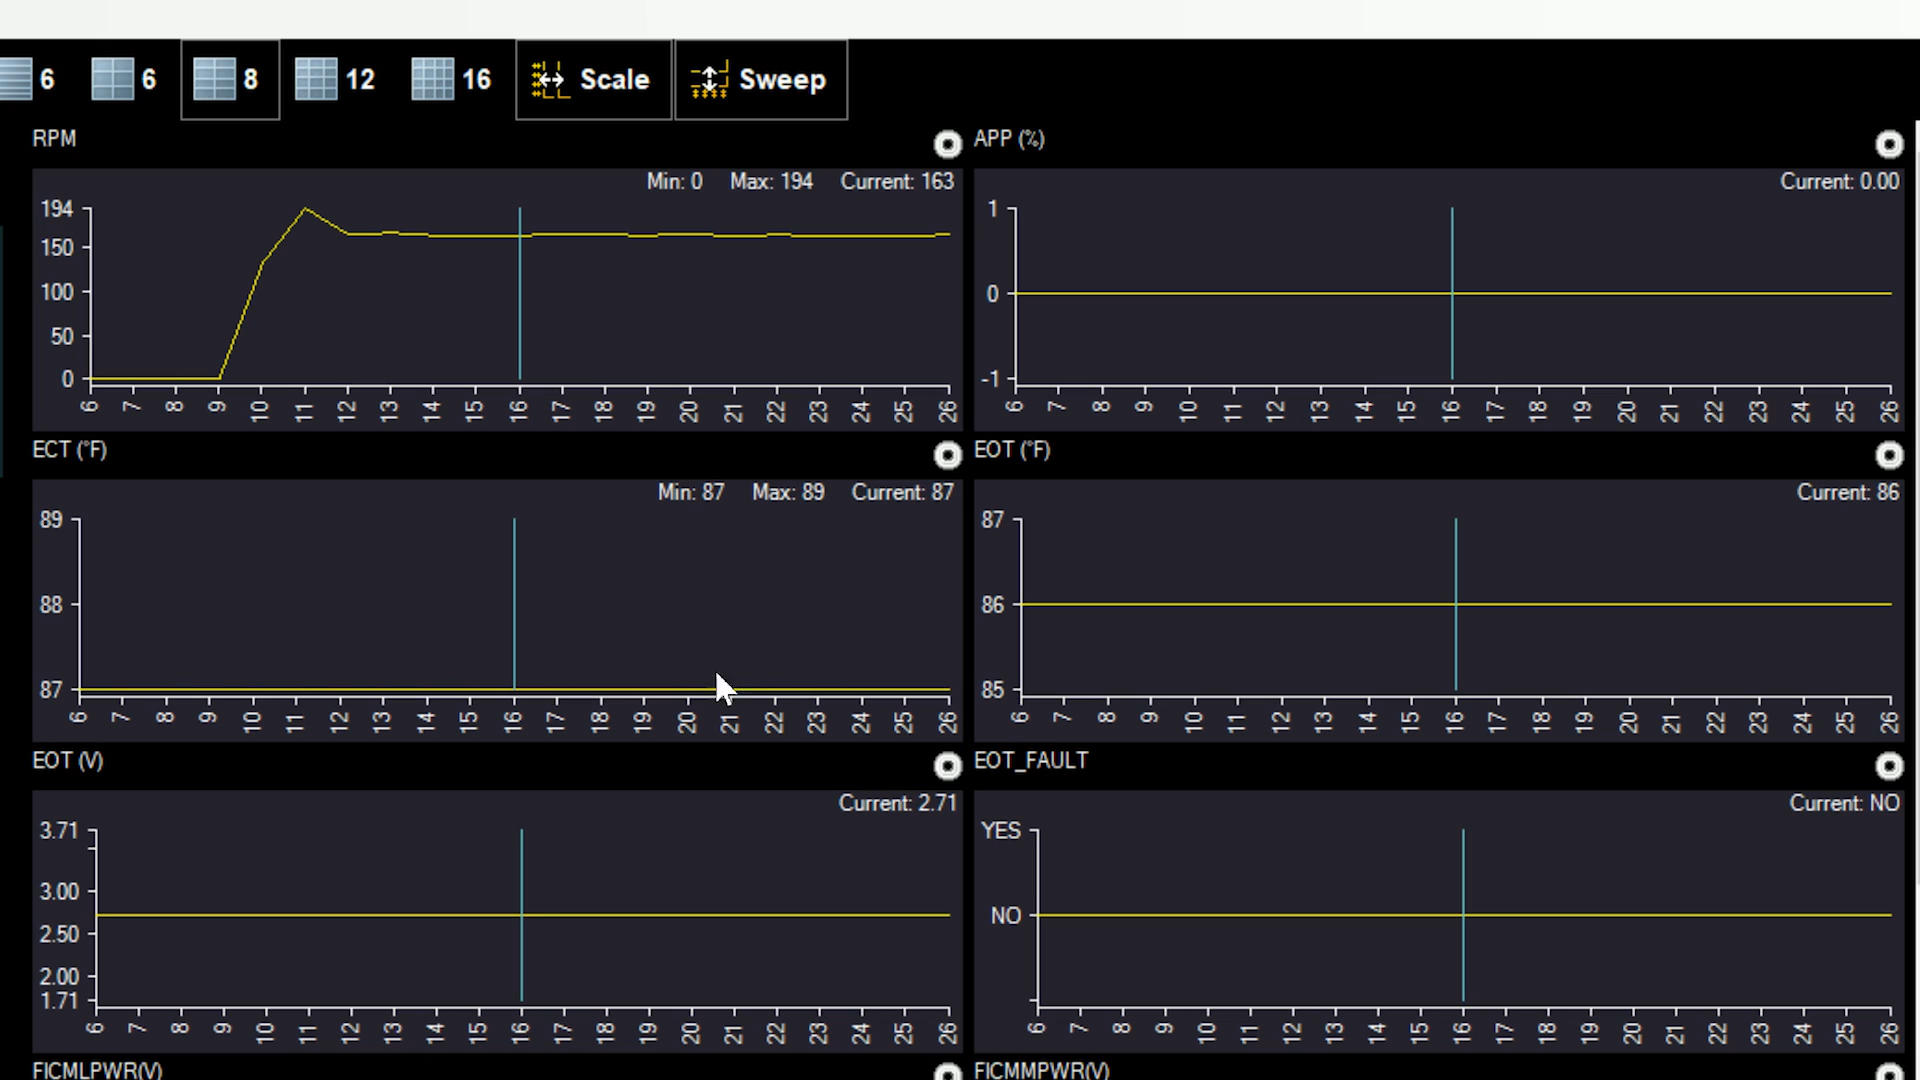 6 6 8 12 16 Scale Sweep
RPM
Min: 0 Max: 194 Current: 163
194
150
100
50
0
6 7 8 9 10 11 12 13 14 15 16 17 18 19 20 21 22 23 24 25 26
APP (%)
Current: 0.00
1
0
-1
6 7 8 9 10 11 12 13 14 15 16 17 18 19 20 21 22 23 24 25 26
ECT (°F)
Min: 87 Max: 89 Current: 87
89
88
87
6 7 8 9 10 11 12 13 14 15 16 17 18 19 20 21 22 23 24 25 26
EOT (°F)
Current: 86
87
86
85
6 7 8 9 10 11 12 13 14 15 16 17 18 19 20 21 22 23 24 25 26
EOT (V)
Current: 2.71
3.71
3.00
2.50
2.00
1.71
6 7 8 9 10 11 12 13 14 15 16 17 18 19 20 21 22 23 24 25 26
EOT_FAULT
Current: NO
YES
NO
6 7 8 9 10 11 12 13 14 15 16 17 18 19 20 21 22 23 24 25 26
FICMLPWR(V)
FICMMPWR(V)